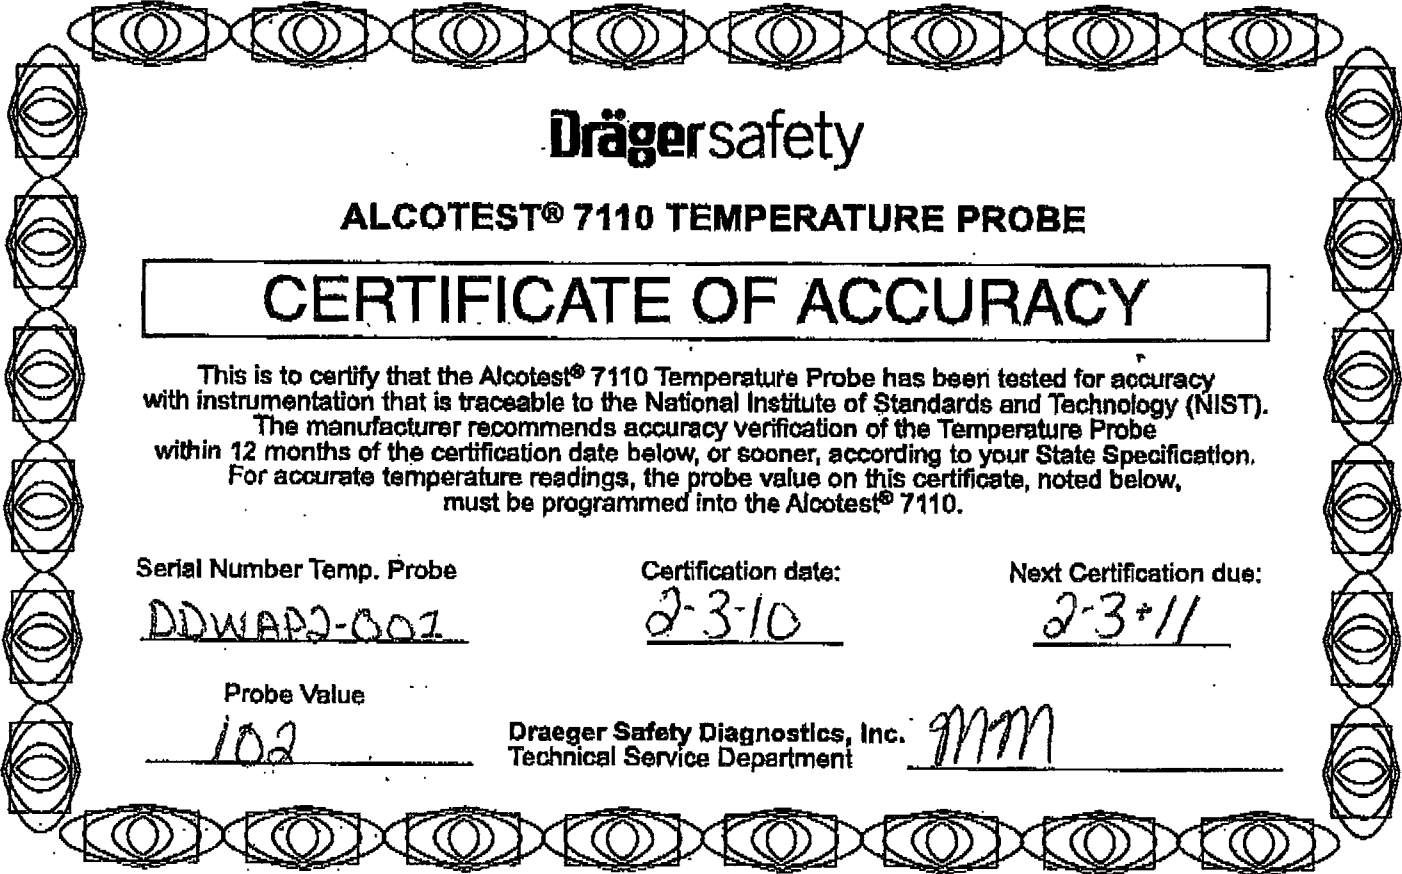 Drägersafety
ALCOTEST® 7110 TEMPERATURE PROBE
CERTIFICATE OF ACCURACY
This is to certify that the Alcotest® 7110 Temperature Probe has been tested for accuracy
with instrumentation that is traceable to the National Institute of Standards and Technology (NIST).
The manufacturer recommends accuracy verification of the Temperature Probe
within 12 months of the certification date below, or sooner, according to your State Specification.
For accurate temperature readings, the probe value on this certificate, noted below,
must be programmed into the Alcotest® 7110.
Serial Number Temp. Probe Certification date: Next Certification due:
DDWAP2-001 2-3-10 2-3-11
Probe Value
102
Draeger Safety Diagnostics, Inc. MM
Technical Service Department